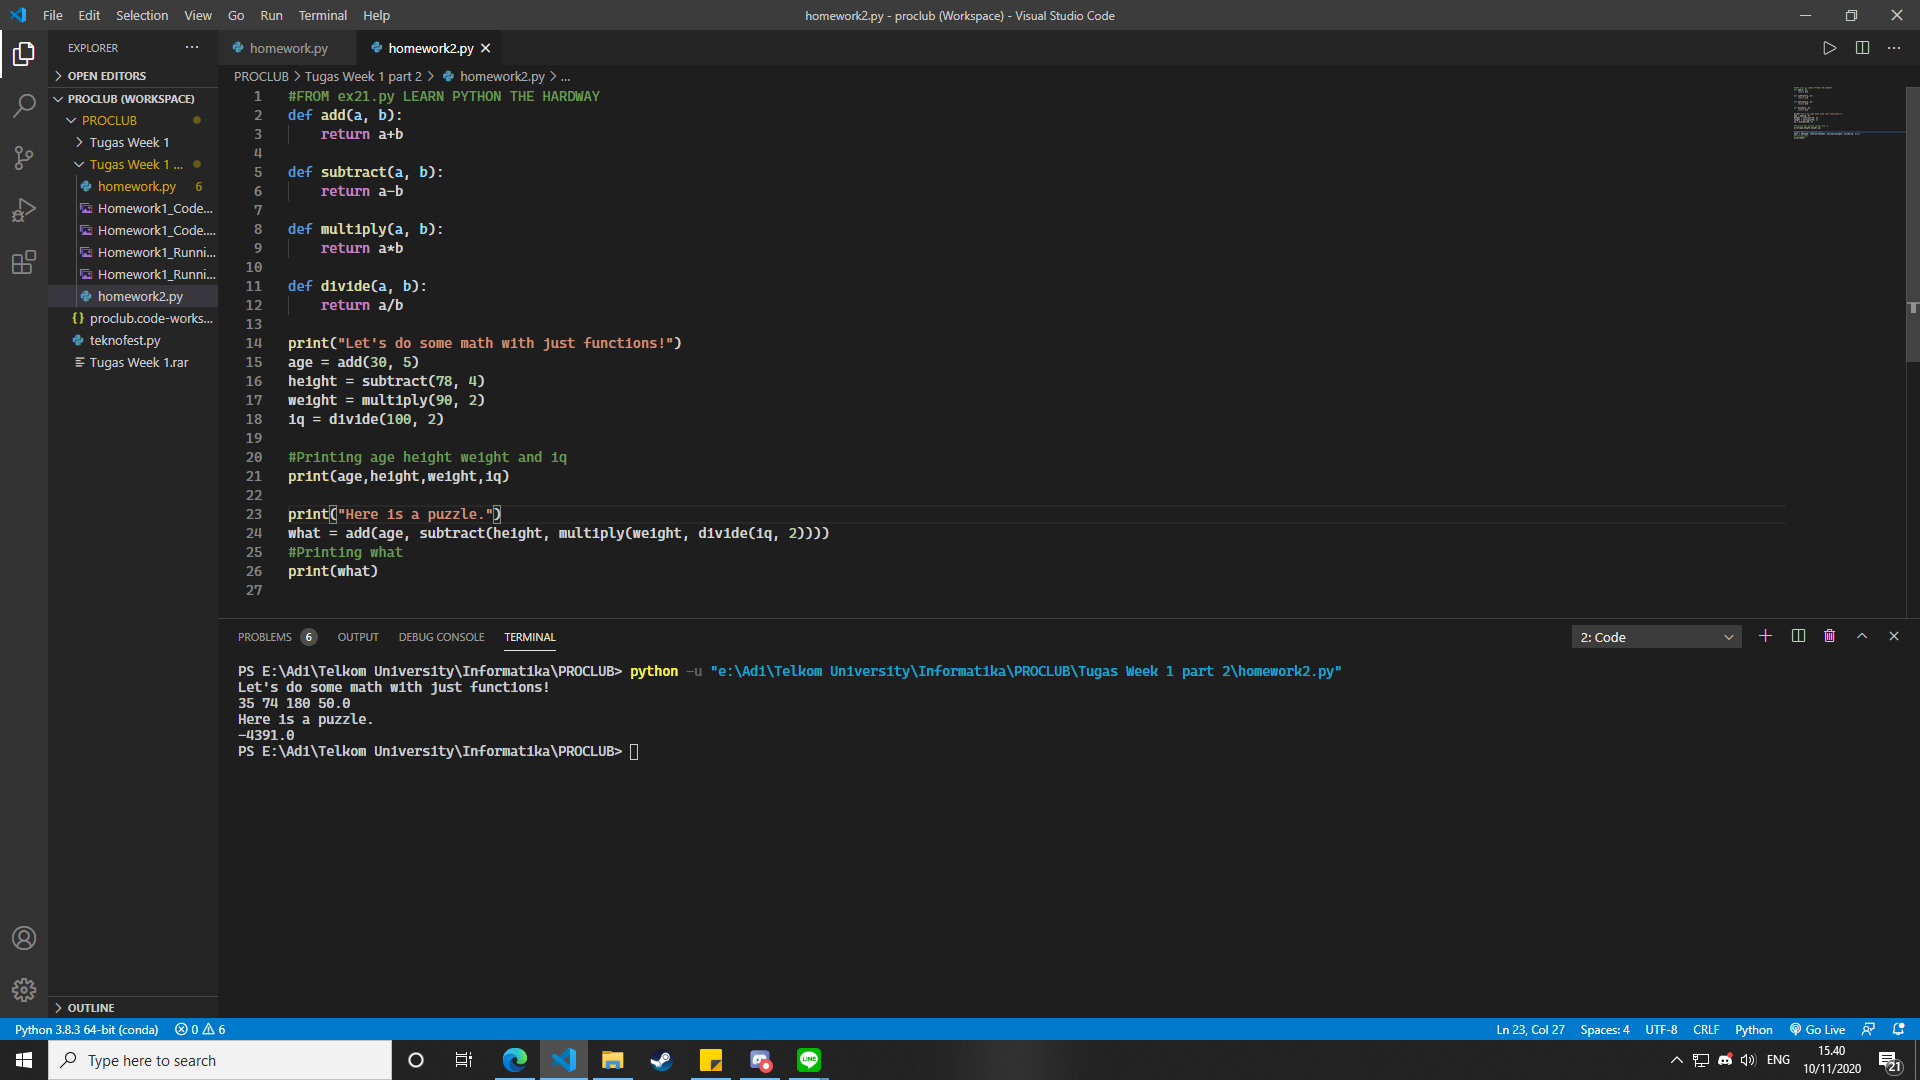 File Edit Selection View Go Run Terminal Help
homework2.py - proclub (Workspace) - Visual Studio Code
EXPLORER
OPEN EDITORS
PROCLUB (WORKSPACE)
PROCLUB
Tugas Week 1
Tugas Week 1 ...
homework.py 6
Homework1_Code...
Homework1_Code....
Homework1_Runni...
Homework1_Runni...
homework2.py
proclub.code-works...
teknofest.py
Tugas Week 1.rar
OUTLINE
homework.py homework2.py
PROCLUB > Tugas Week 1 part 2 > homework2.py > ...
1 #FROM ex21.py LEARN PYTHON THE HARDWAY
2 def add(a, b):
3 return a+b
4
5 def subtract(a, b):
6 return a-b
7
8 def multiply(a, b):
9 return a*b
10
11 def divide(a, b):
12 return a/b
13
14 print("Let's do some math with just functions!")
15 age = add(30, 5)
16 height = subtract(78, 4)
17 weight = multiply(90, 2)
18 iq = divide(100, 2)
19
20 #Printing age height weight and iq
21 print(age,height,weight,iq)
22
23 print("Here is a puzzle.")
24 what = add(age, subtract(height, multiply(weight, divide(iq, 2))))
25 #Printing what
26 print(what)
27
PROBLEMS 6 OUTPUT DEBUG CONSOLE TERMINAL
2: Code
PS E:\Adi\Telkom University\Informatika\PROCLUB> python -u "e:\Adi\Telkom University\Informatika\PROCLUB\Tugas Week 1 part 2\homework2.py"
Let's do some math with just functions!
35 74 180 50.0
Here is a puzzle.
-4391.0
PS E:\Adi\Telkom University\Informatika\PROCLUB>
Python 3.8.3 64-bit (conda) 0 6
Ln 23, Col 27 Spaces: 4 UTF-8 CRLF Python Go Live
Type here to search
LINE
ENG
15.40
10/11/2020
21